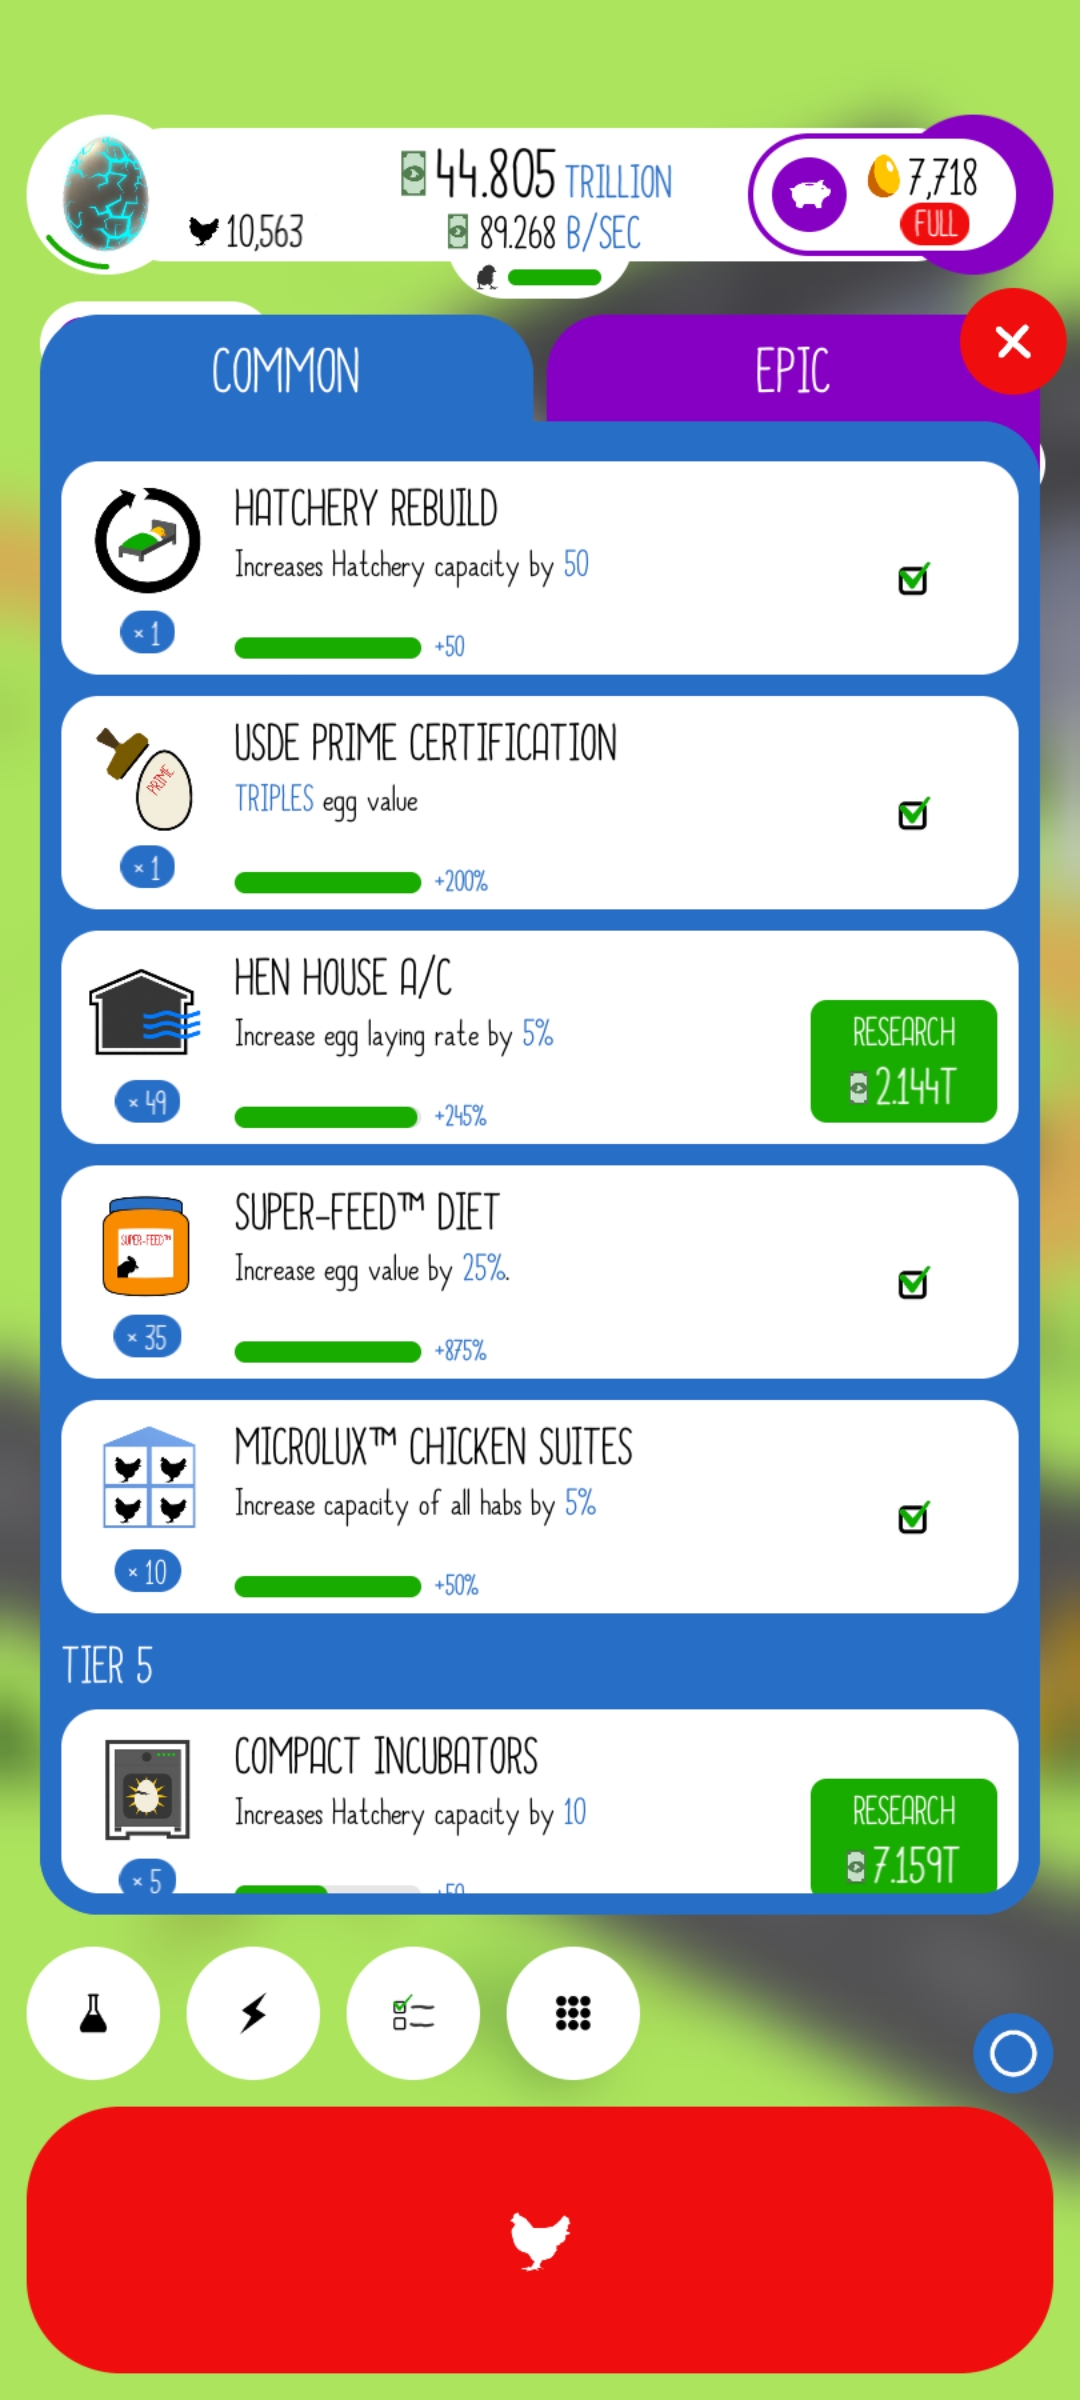 44.805 TRILLION
7,718
10,563
89.268 B/SEC
FULL
COMMON
EPIC
HATCHERY REBUILD
Increases Hatchery capacity by 50
× 1
+50
USDE PRIME CERTIFICATION
PRIME
TRIPLES egg value
× 1
+200%
HEN HOUSE A/C
Increase egg laying rate by 5%
RESEARCH
2.144T
× 49
+245%
SUPER-FEED™ DIET
SUPER-FEED™
Increase egg value by 25%.
× 35
+875%
MICROLUX™ CHICKEN SUITES
Increase capacity of all habs by 5%
× 10
+50%
TIER 5
COMPACT INCUBATORS
Increases Hatchery capacity by 10
RESEARCH
7.159T
× 5
+50